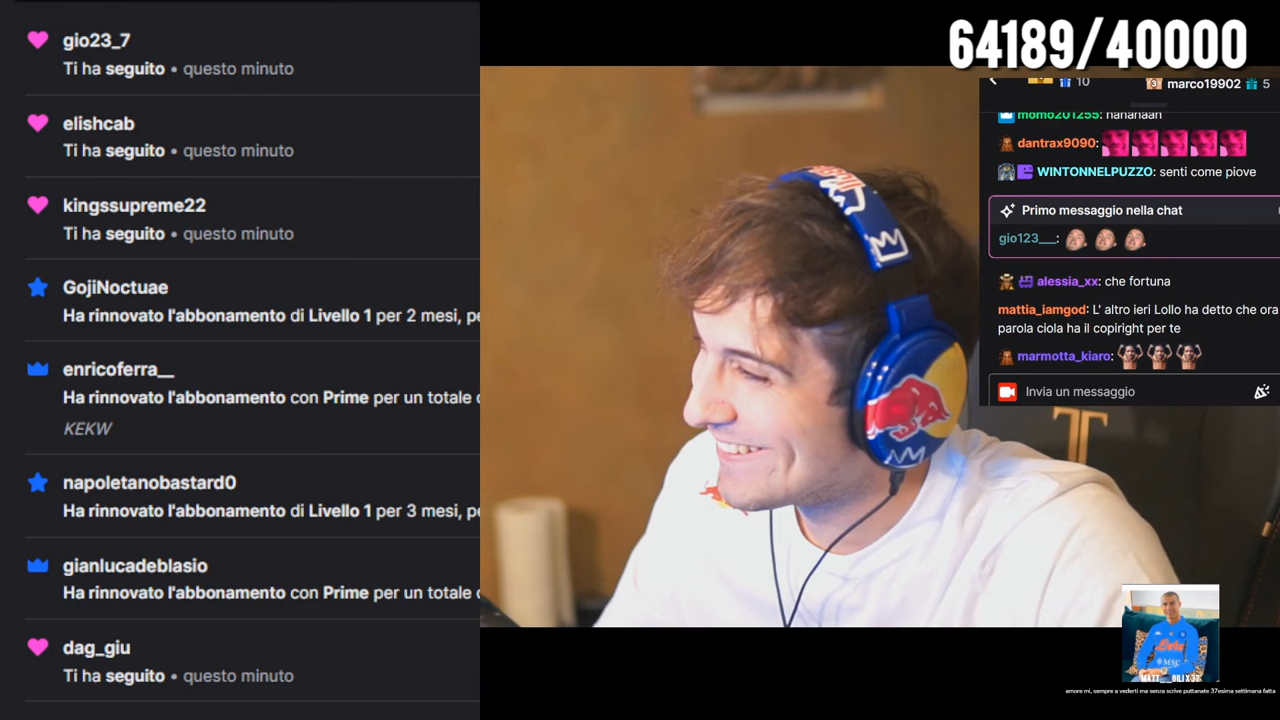 gio23_7
Ti ha seguito • questo minuto
elishcab
Ti ha seguito • questo minuto
kingssupreme22
Ti ha seguito • questo minuto
GojiNoctuae
Ha rinnovato l'abbonamento di Livello 1 per 2 mesi,
enricoferra__
Ha rinnovato l'abbonamento con Prime per un totale
KEKW
napoletanobastard0
Ha rinnovato l'abbonamento di Livello 1 per 3 mesi,
gianlucadeblasio
Ha rinnovato l'abbonamento con Prime per un totale
dag_giu
Ti ha seguito • questo minuto
64189/40000
10
marco19902 5
momo201255:
dantrax9090:
WINTONNELPUZZO: senti come piove
Primo messaggio nella chat
gio123___:
alessia_xx: che fortuna
mattia_iamgod: L' altro ieri Lollo ha detto che ora
parola ciola ha il copiright per te
marmotta_kiaro:
Invia un messaggio
Red Bull
MSC
amore mi, sempre a vederti ma senza scrive puttanate 37esima settimana fatta